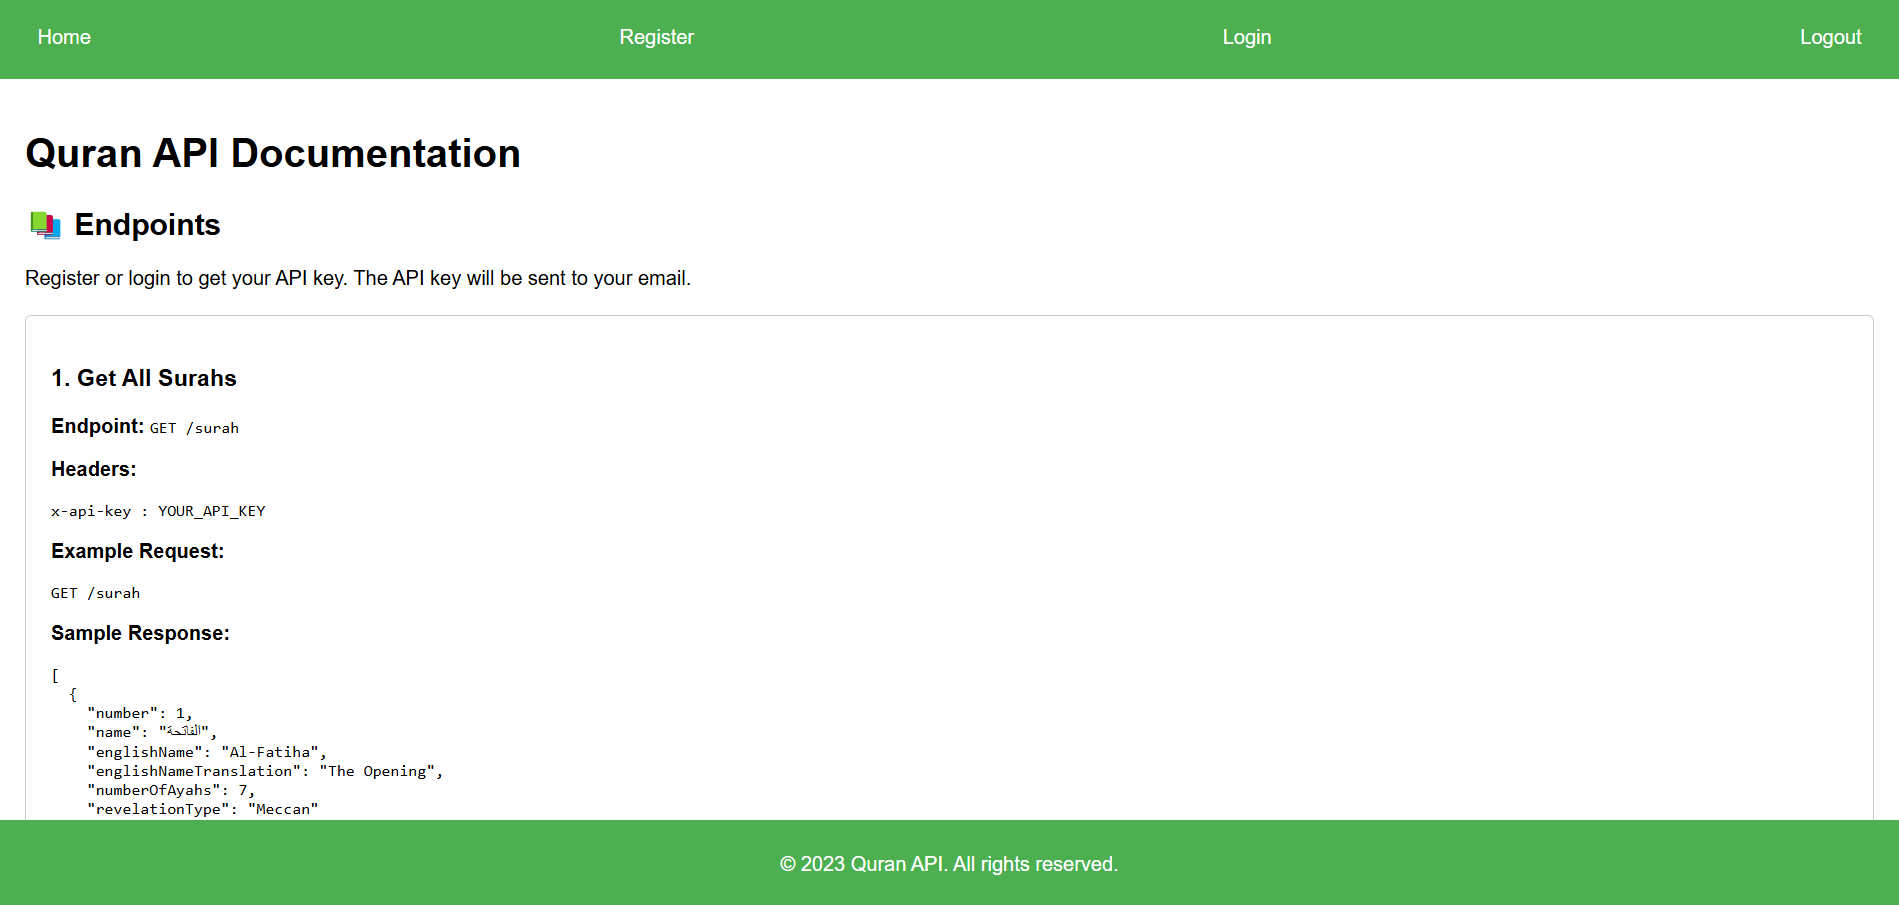 Home Register Login Logout
Quran API Documentation
📚 Endpoints
Register or login to get your API key. The API key will be sent to your email.
1. Get All Surahs
Endpoint: GET /surah
Headers:
x-api-key : YOUR_API_KEY
Example Request:
GET /surah
Sample Response:
[
  {
    "number": 1,
    "name": "الفاتحة",
    "englishName": "Al-Fatiha",
    "englishNameTranslation": "The Opening",
    "numberOfAyahs": 7,
    "revelationType": "Meccan"
© 2023 Quran API. All rights reserved.